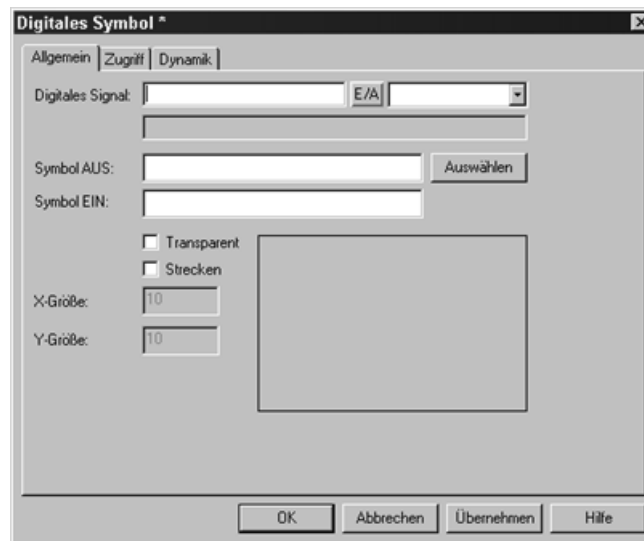 Digitales Symbol *
Allgemein Zugriff Dynamik
Digitales Signal: E/A
Symbol AUS: Auswählen
Symbol EIN:
Transparent
Strecken
X-Größe: 10
Y-Größe: 10
OK Abbrechen Übernehmen Hilfe